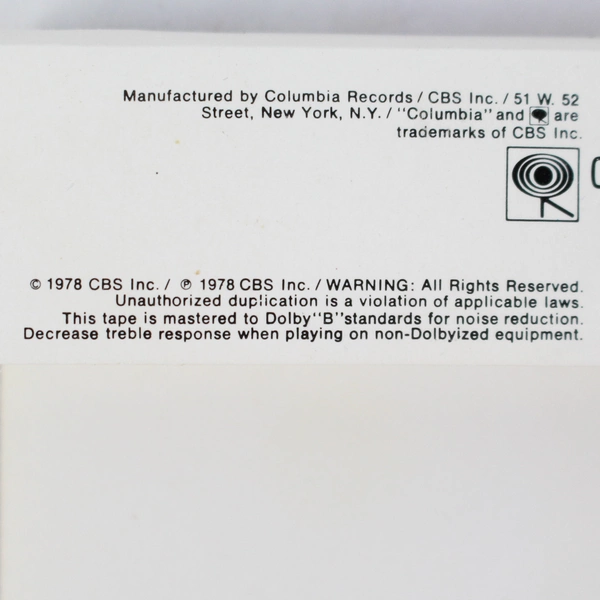 Manufactured by Columbia Records / CBS Inc. / 51 W. 52
Street, New York, N.Y. / "Columbia" and are
trademarks of CBS Inc.
© 1978 CBS Inc. / ℗ 1978 CBS Inc. / WARNING: All Rights Reserved.
Unauthorized duplication is a violation of applicable laws.
This tape is mastered to Dolby "B" standards for noise reduction.
Decrease treble response when playing on non-Dolbyized equipment.